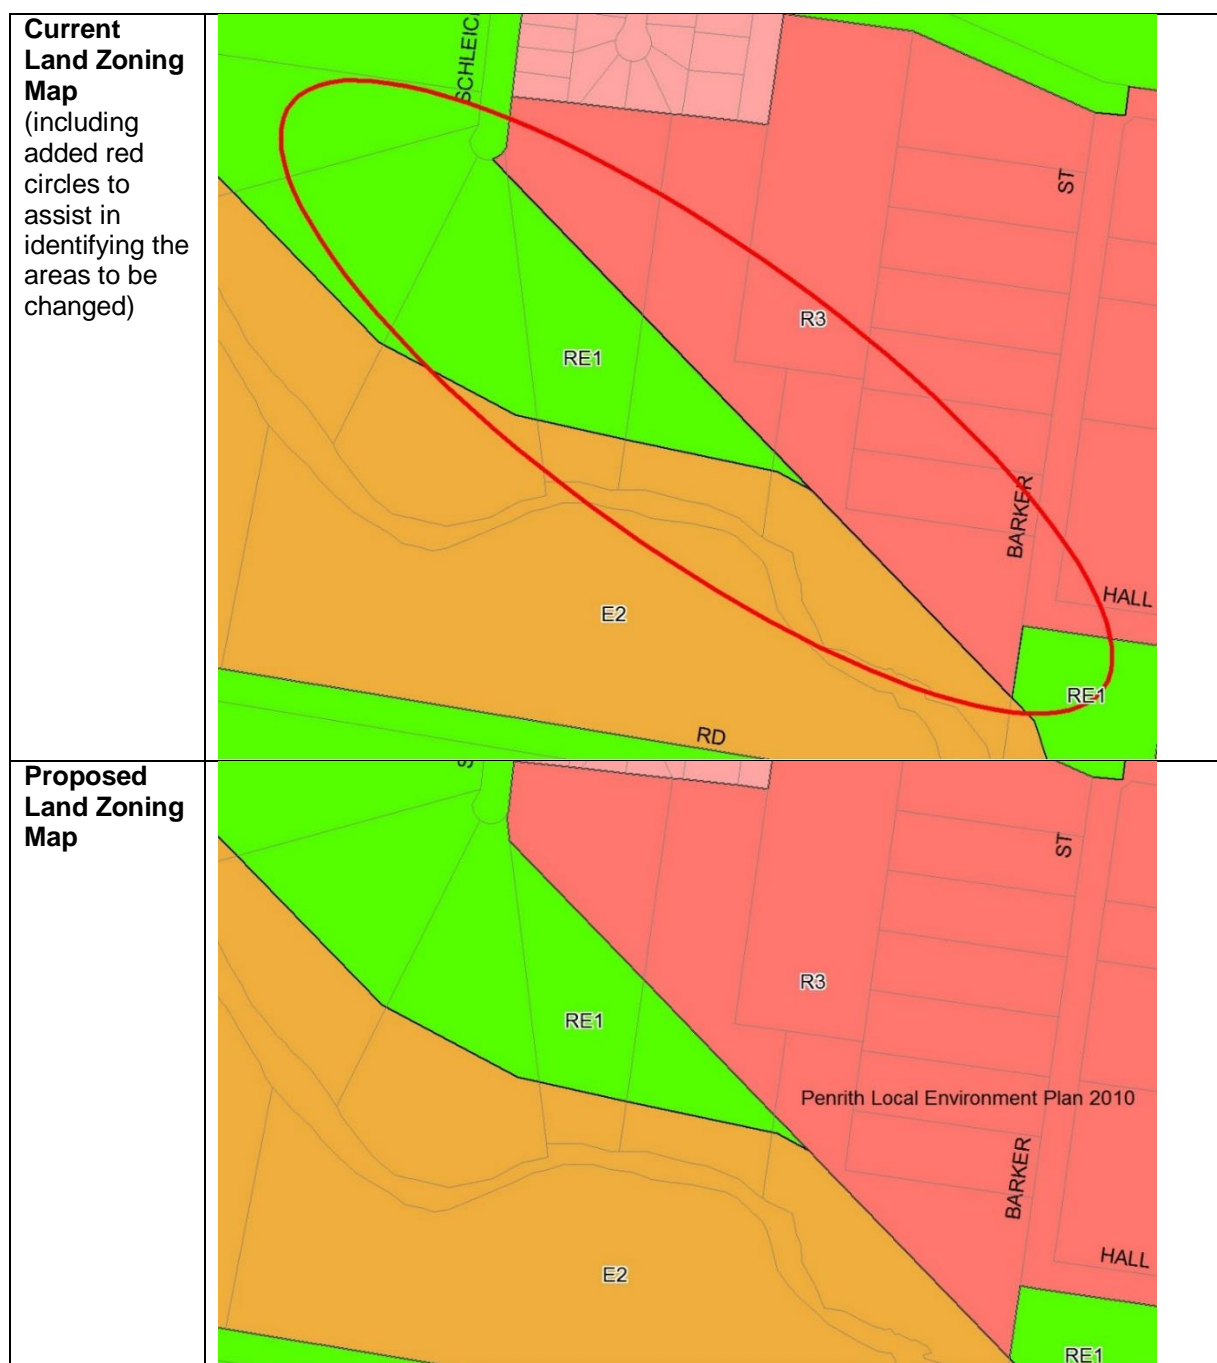 Current
Land Zoning
Map
(including
added red
circles to
assist in
identifying the
areas to be
changed)
SCHLEIC
ST
R3
RE1
BARKER
HALL
E2
RE1
RD
Proposed
Land Zoning
Map
S
ST
R3
RE1
Penrith Local Environment Plan 2010
BARKER
HALL
E2
RE1